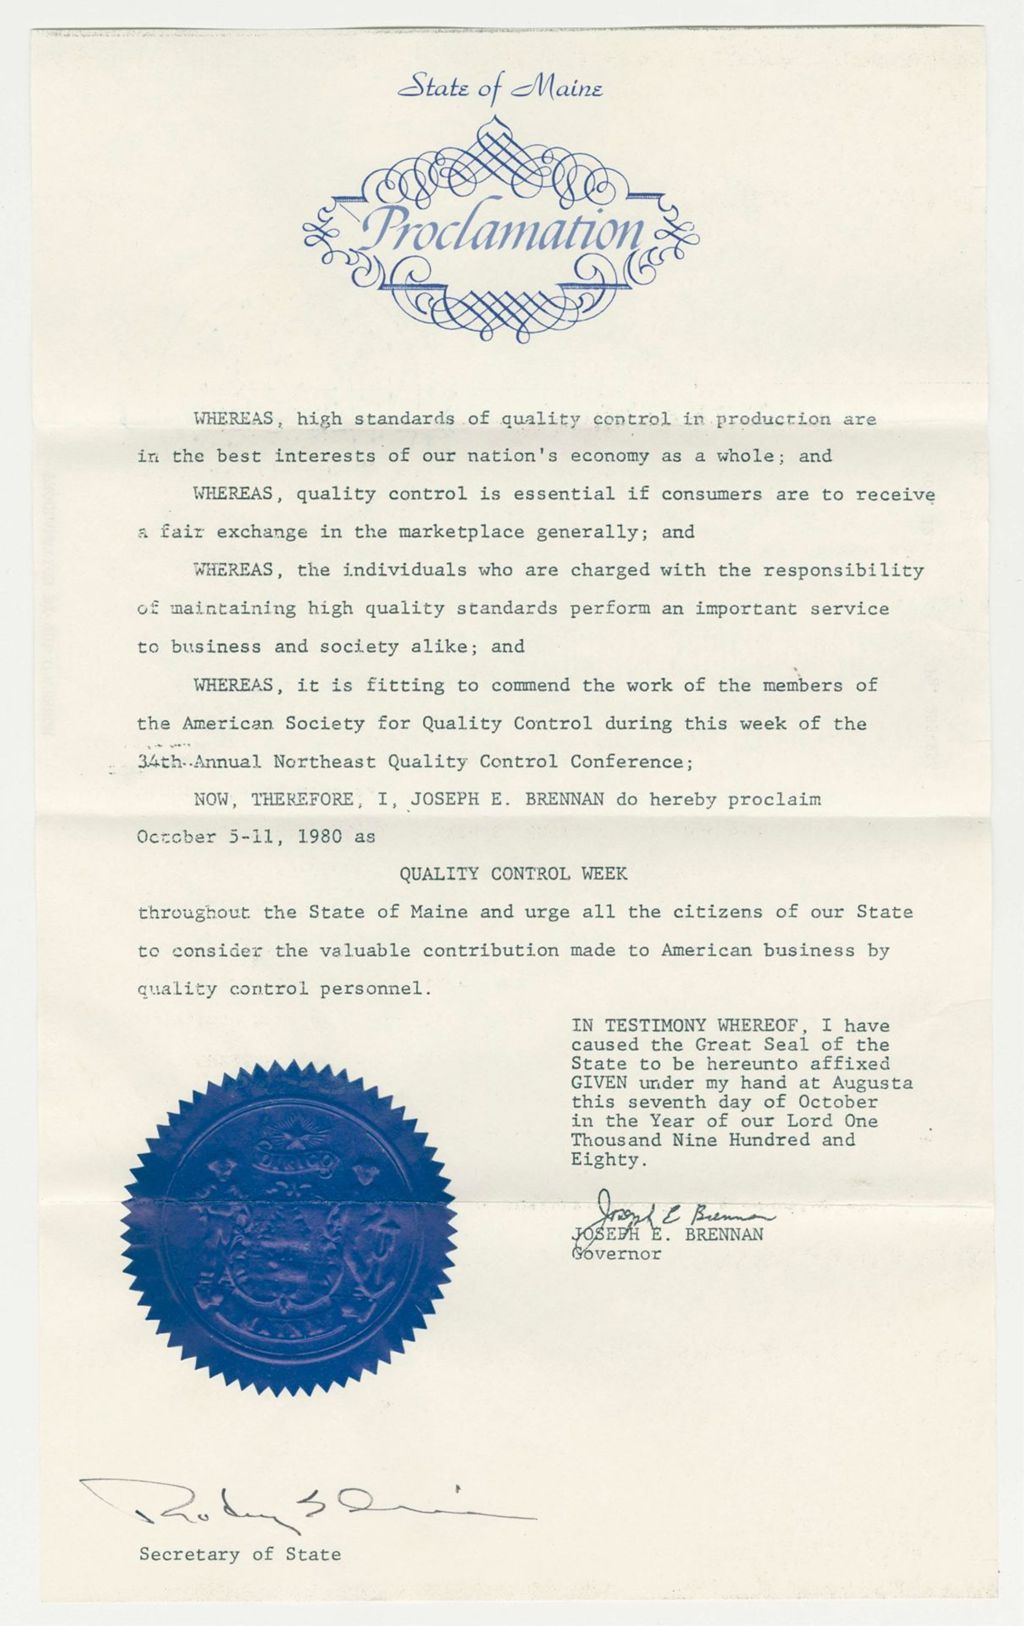 State of Maine
Proclamation
WHEREAS, high standards of quality control in production are
in the best interests of our nation's economy as a whole; and
WHEREAS, quality control is essential if consumers are to receive
a fair exchange in the marketplace generally; and
WHEREAS, the individuals who are charged with the responsibility
of maintaining high quality standards perform an important service
to business and society alike; and
WHEREAS, it is fitting to commend the work of the members of
the American Society for Quality Control during this week of the
34th Annual Northeast Quality Control Conference;
NOW, THEREFORE, I, JOSEPH E. BRENNAN do hereby proclaim
October 5-11, 1980 as
QUALITY CONTROL WEEK
throughout the State of Maine and urge all the citizens of our State
to consider the valuable contribution made to American business by
quality control personnel.
IN TESTIMONY WHEREOF, I have
caused the Great Seal of the
State to be hereunto affixed
GIVEN under my hand at Augusta
this seventh day of October
in the Year of our Lord One
Thousand Nine Hundred and
Eighty.
Joseph E Brennan
JOSEPH E. BRENNAN
Governor
DIRIGO
MAINE
Rodney S
Secretary of State